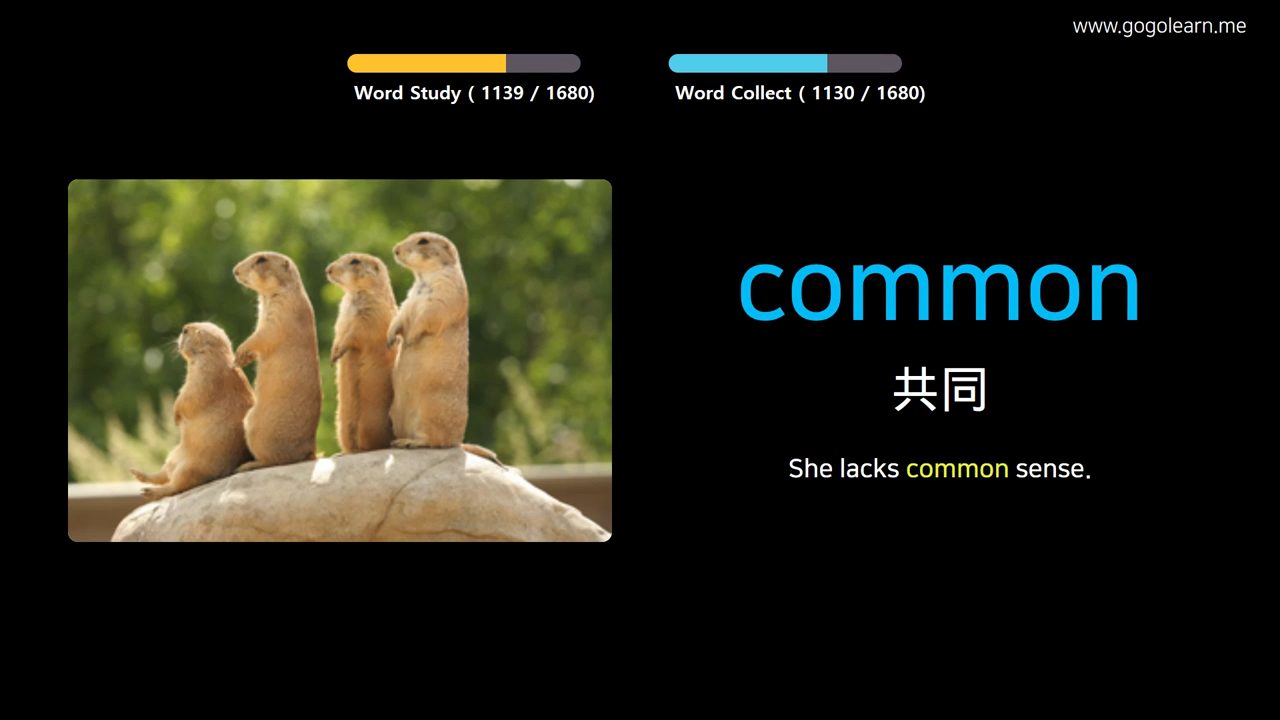 www.gogolearn.me
Word Study ( 1139 / 1680)
Word Collect ( 1130 / 1680)
common
共同
She lacks common sense.